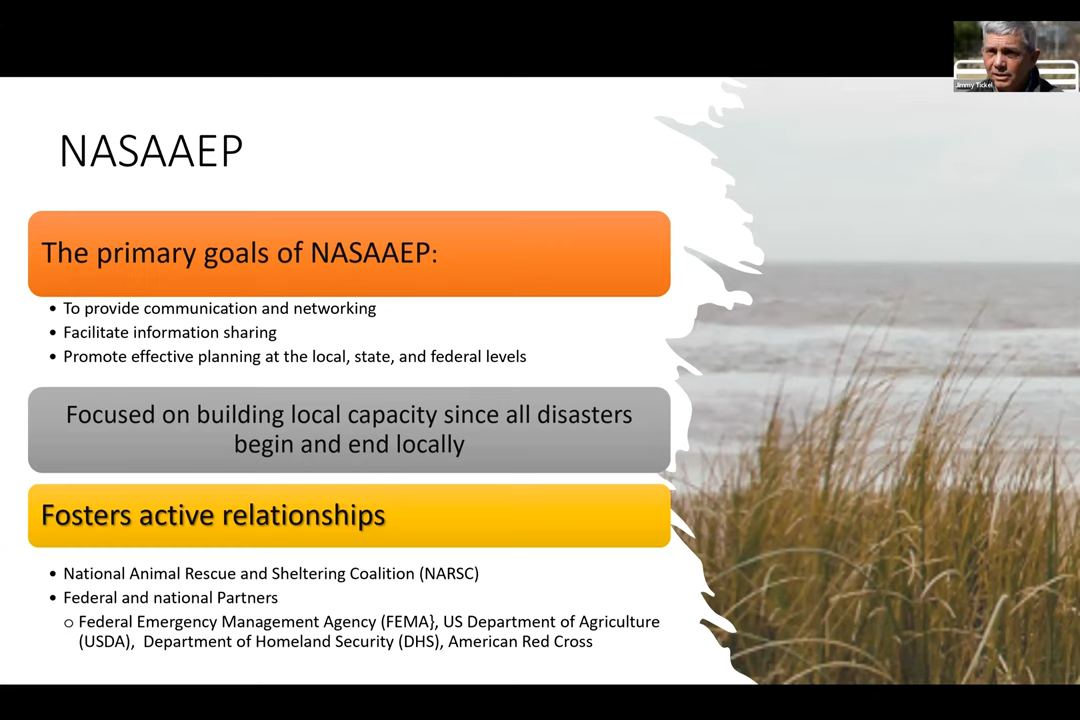 Jimmy Tickel
NASAAEP
The primary goals of NASAAEP:
• To provide communication and networking
• Facilitate information sharing
• Promote effective planning at the local, state, and federal levels
Focused on building local capacity since all disasters
begin and end locally
Fosters active relationships
• National Animal Rescue and Sheltering Coalition (NARSC)
• Federal and national Partners
o Federal Emergency Management Agency (FEMA}, US Department of Agriculture
(USDA), Department of Homeland Security (DHS), American Red Cross